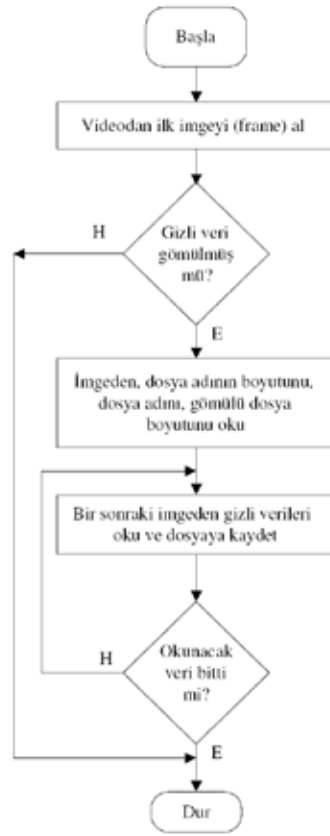 Başla
Videodan ilk imgeyi (frame) al
H
Gizli veri
gömülmüş
mü?
E
İmgeden, dosya adının boyutunu,
dosya adını, gömülü dosya
boyutunu oku
Bir sonraki imgeden gizli verileri
oku ve dosyaya kaydet
H
Okunacak
veri bitti
mi?
E
Dur